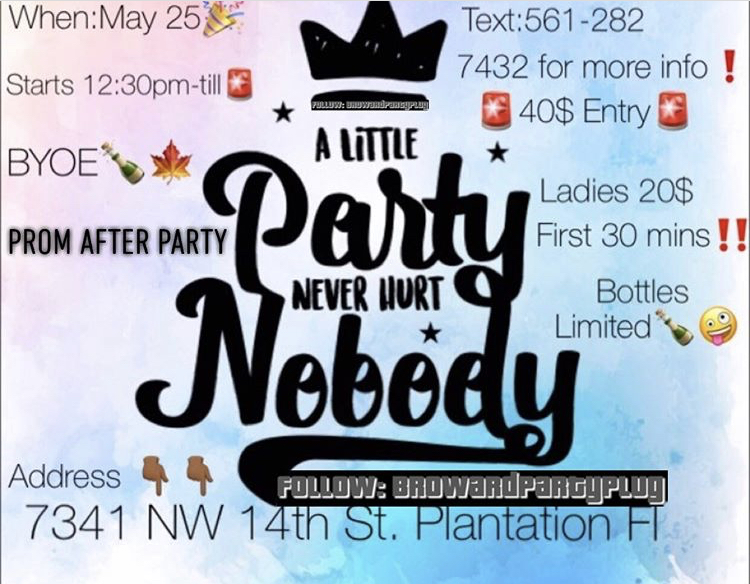 When:May 25🎉
Starts 12:30pm-till🚨
BYOE🍾🍁
PROM AFTER PARTY
Text:561-282
7432 for more info❗
🚨40$ Entry🚨
Ladies 20$
First 30 mins‼️
Bottles
Limited🍾🤪
FOLLOW: BROWARDPARTYPLUG
A LiTTLE
Party
NEVER HURT
Nobody
Address 👇🏾👇🏾
FOLLOW: BROWARDPARTYPLUG
7341 NW 14th St. Plantation Fl